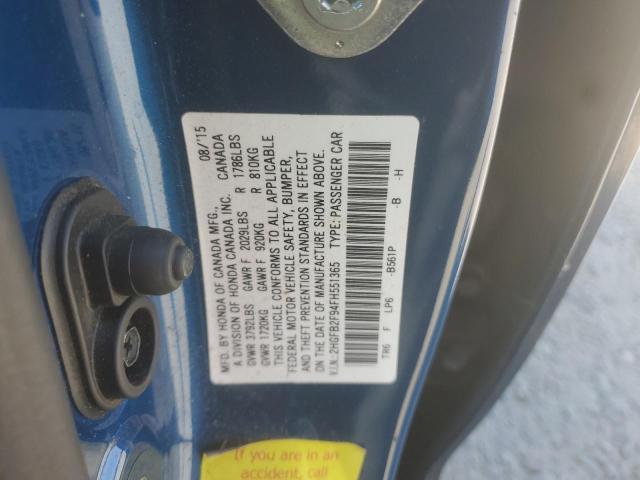 MFD. BY HONDA OF CANADA MFG. 08/'15
A DIVISION OF HONDA CANADA INC. CANADA
GVWR 3792LBS GAWR F 2029LBS R 1786LBS
GVWR 1720KG GAWR F 920KG R 810KG
THIS VEHICLE CONFORMS TO ALL APPLICABLE
FEDERAL MOTOR VEHICLE SAFETY, BUMPER,
AND THEFT PREVENTION STANDARDS IN EFFECT
ON THE DATE OF MANUFACTURE SHOWN ABOVE.
V.I.N.: 2HGFB2F94FH551365 TYPE: PASSENGER CAR
TR6 F LP6 -B561P -B -H
If you are in an
accident, call